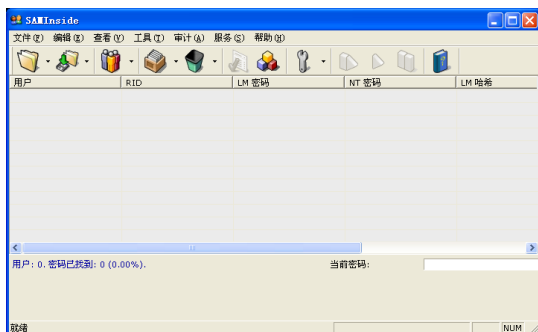 SAMInside
文件(F) 编辑(E) 查看(V) 工具(T) 审计(A) 服务(S) 帮助(H)
用户 RID LM 密码 NT 密码 LM 哈希
用户: 0. 密码已找到: 0 (0.00%). 当前密码:
就绪 NUM